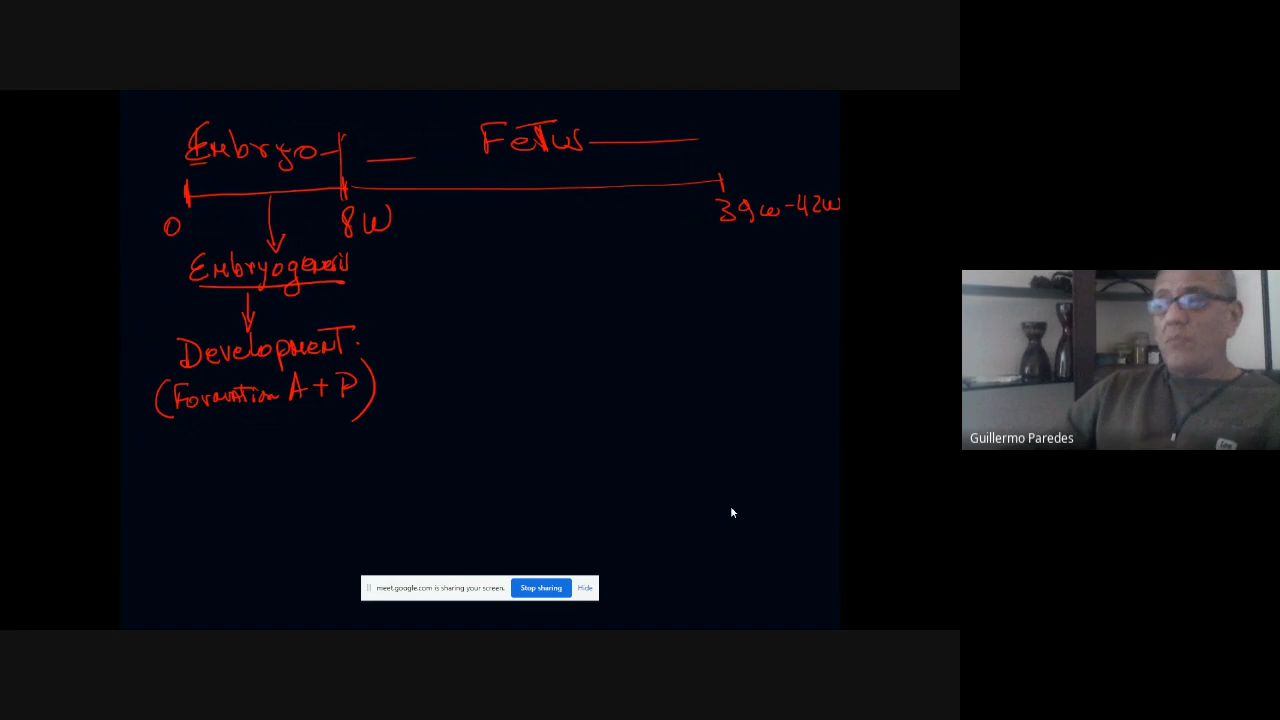 Embryo - — Fetus —
0 8W 39w-42w
Embryogenesis
Development.
(Formation A + P)
Guillermo Paredes
meet.google.com is sharing your screen. Stop sharing Hide